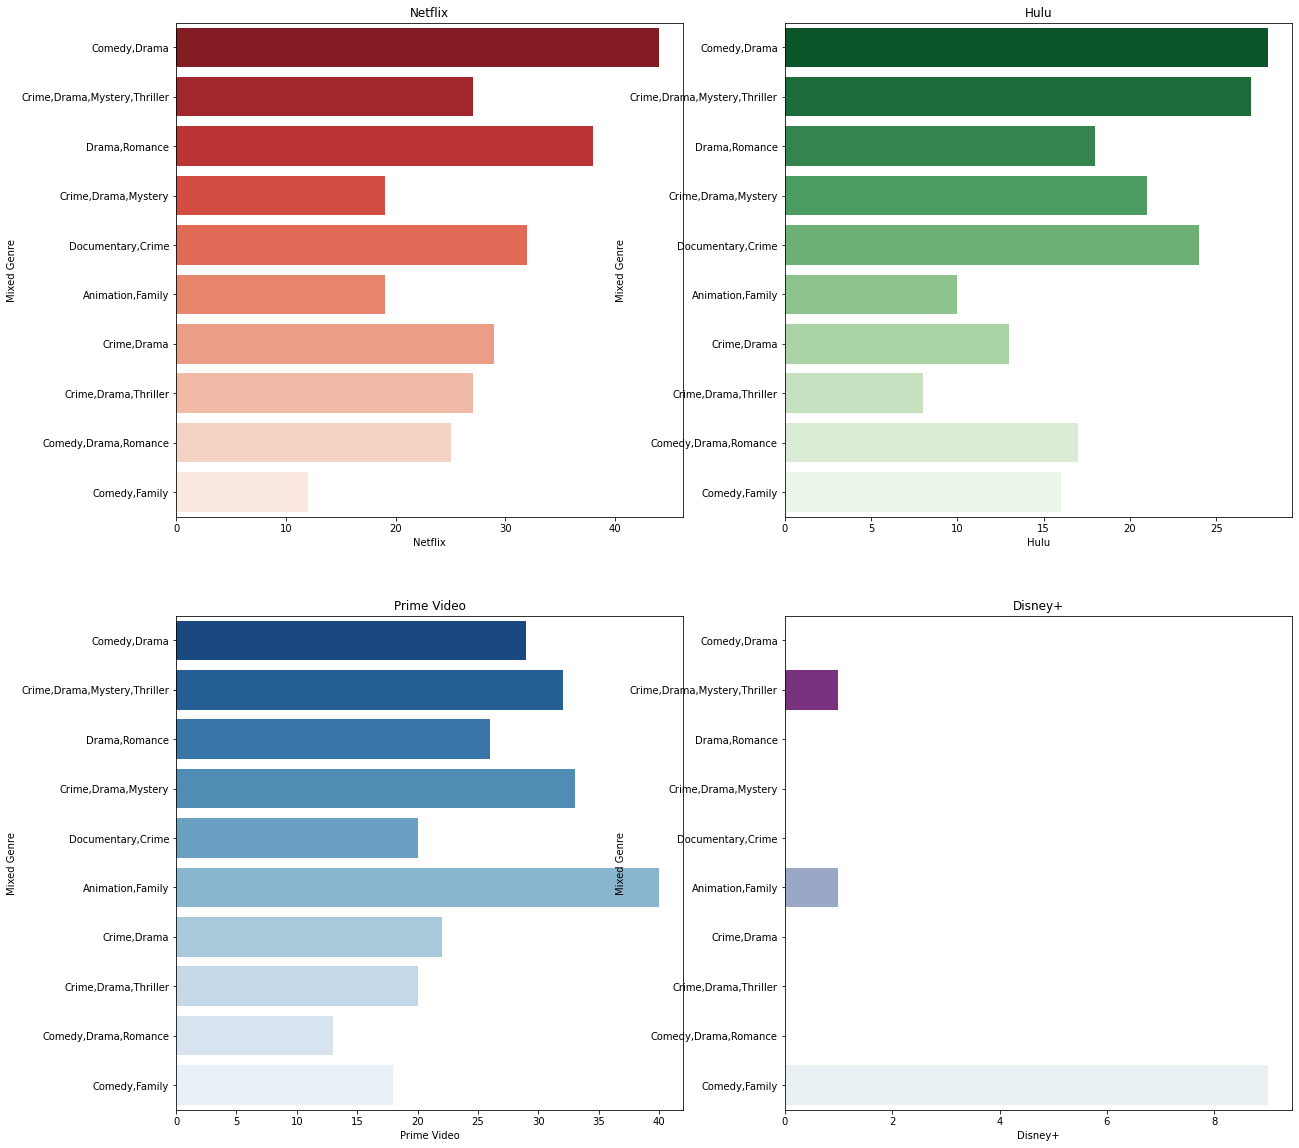 Netflix
Comedy,Drama
Crime,Drama,Mystery,Thriller
Drama,Romance
Crime,Drama,Mystery
Documentary,Crime
Animation,Family
Crime,Drama
Crime,Drama,Thriller
Comedy,Drama,Romance
Comedy,Family
Mixed Genre
0 10 20 30 40
Netflix
Hulu
Comedy,Drama
Crime,Drama,Mystery,Thriller
Drama,Romance
Crime,Drama,Mystery
Documentary,Crime
Animation,Family
Crime,Drama
Crime,Drama,Thriller
Comedy,Drama,Romance
Comedy,Family
Mixed Genre
0 5 10 15 20 25
Hulu
Prime Video
Comedy,Drama
Crime,Drama,Mystery,Thriller
Drama,Romance
Crime,Drama,Mystery
Documentary,Crime
Animation,Family
Crime,Drama
Crime,Drama,Thriller
Comedy,Drama,Romance
Comedy,Family
Mixed Genre
0 5 10 15 20 25 30 35 40
Prime Video
Disney+
Comedy,Drama
Crime,Drama,Mystery,Thriller
Drama,Romance
Crime,Drama,Mystery
Documentary,Crime
Animation,Family
Crime,Drama
Crime,Drama,Thriller
Comedy,Drama,Romance
Comedy,Family
Mixed Genre
0 2 4 6 8
Disney+